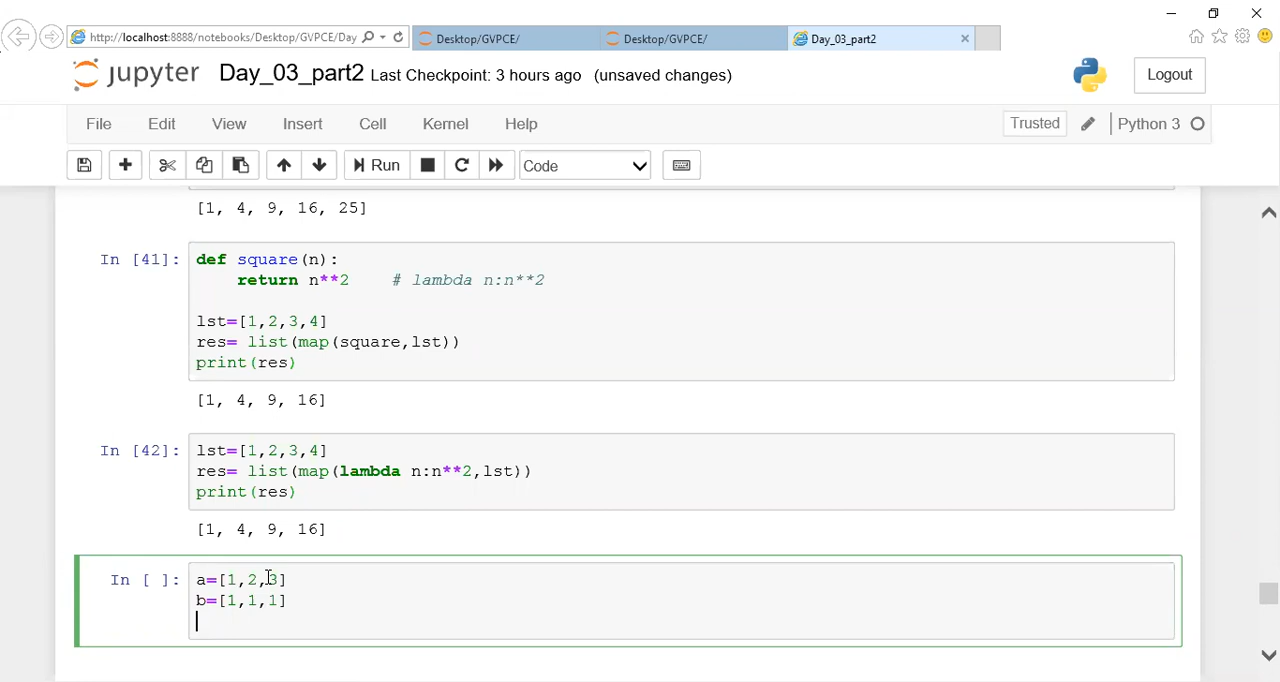 http://localhost:8888/notebooks/Desktop/GVPCE/Day
Desktop/GVPCE/
Desktop/GVPCE/
Day_03_part2
jupyter Day_03_part2 Last Checkpoint: 3 hours ago (unsaved changes)
Logout
File Edit View Insert Cell Kernel Help
Trusted
Python 3
Run
Code
[1, 4, 9, 16, 25]
In [41]:
def square(n):
    return n**2    # lambda n:n**2
lst=[1,2,3,4]
res= list(map(square,lst))
print(res)
[1, 4, 9, 16]
In [42]:
lst=[1,2,3,4]
res= list(map(lambda n:n**2,lst))
print(res)
[1, 4, 9, 16]
In [ ]:
a=[1,2,3]
b=[1,1,1]